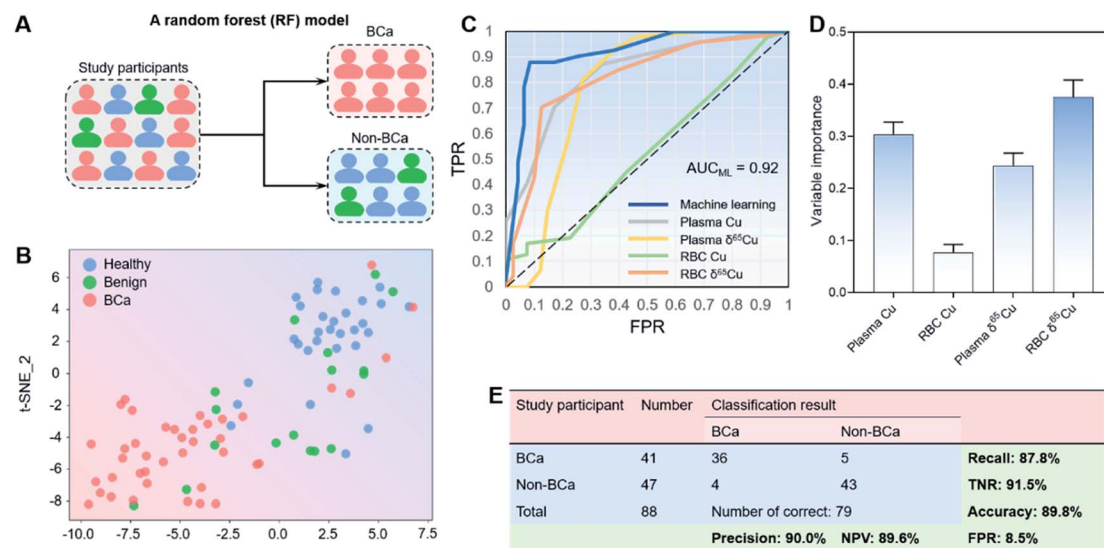 A
A random forest (RF) model
Study participants
BCa
Non-BCa
B
Healthy
Benign
BCa
t-SNE_2
6
4
2
0
-2
-4
-6
-8
-10.0 -7.5 -5.0 -2.5 0.0 2.5 5.0 7.5
C
TPR
1
0.9
0.8
0.7
0.6
0.5
0.4
0.3
0.2
0.1
0
AUCML = 0.92
Machine learning
Plasma Cu
Plasma δ65Cu
RBC Cu
RBC δ65Cu
0 0.1 0.2 0.3 0.4 0.5 0.6 0.7 0.8 0.9 1
FPR
D
Variable importance
0.5
0.4
0.3
0.2
0.1
0.0
Plasma Cu
RBC Cu
Plasma δ65Cu
RBC δ65Cu
E
Study participant Number Classification result
BCa Non-BCa
BCa 41 36 5 Recall: 87.8%
Non-BCa 47 4 43 TNR: 91.5%
Total 88 Number of correct: 79 Accuracy: 89.8%
Precision: 90.0% NPV: 89.6% FPR: 8.5%